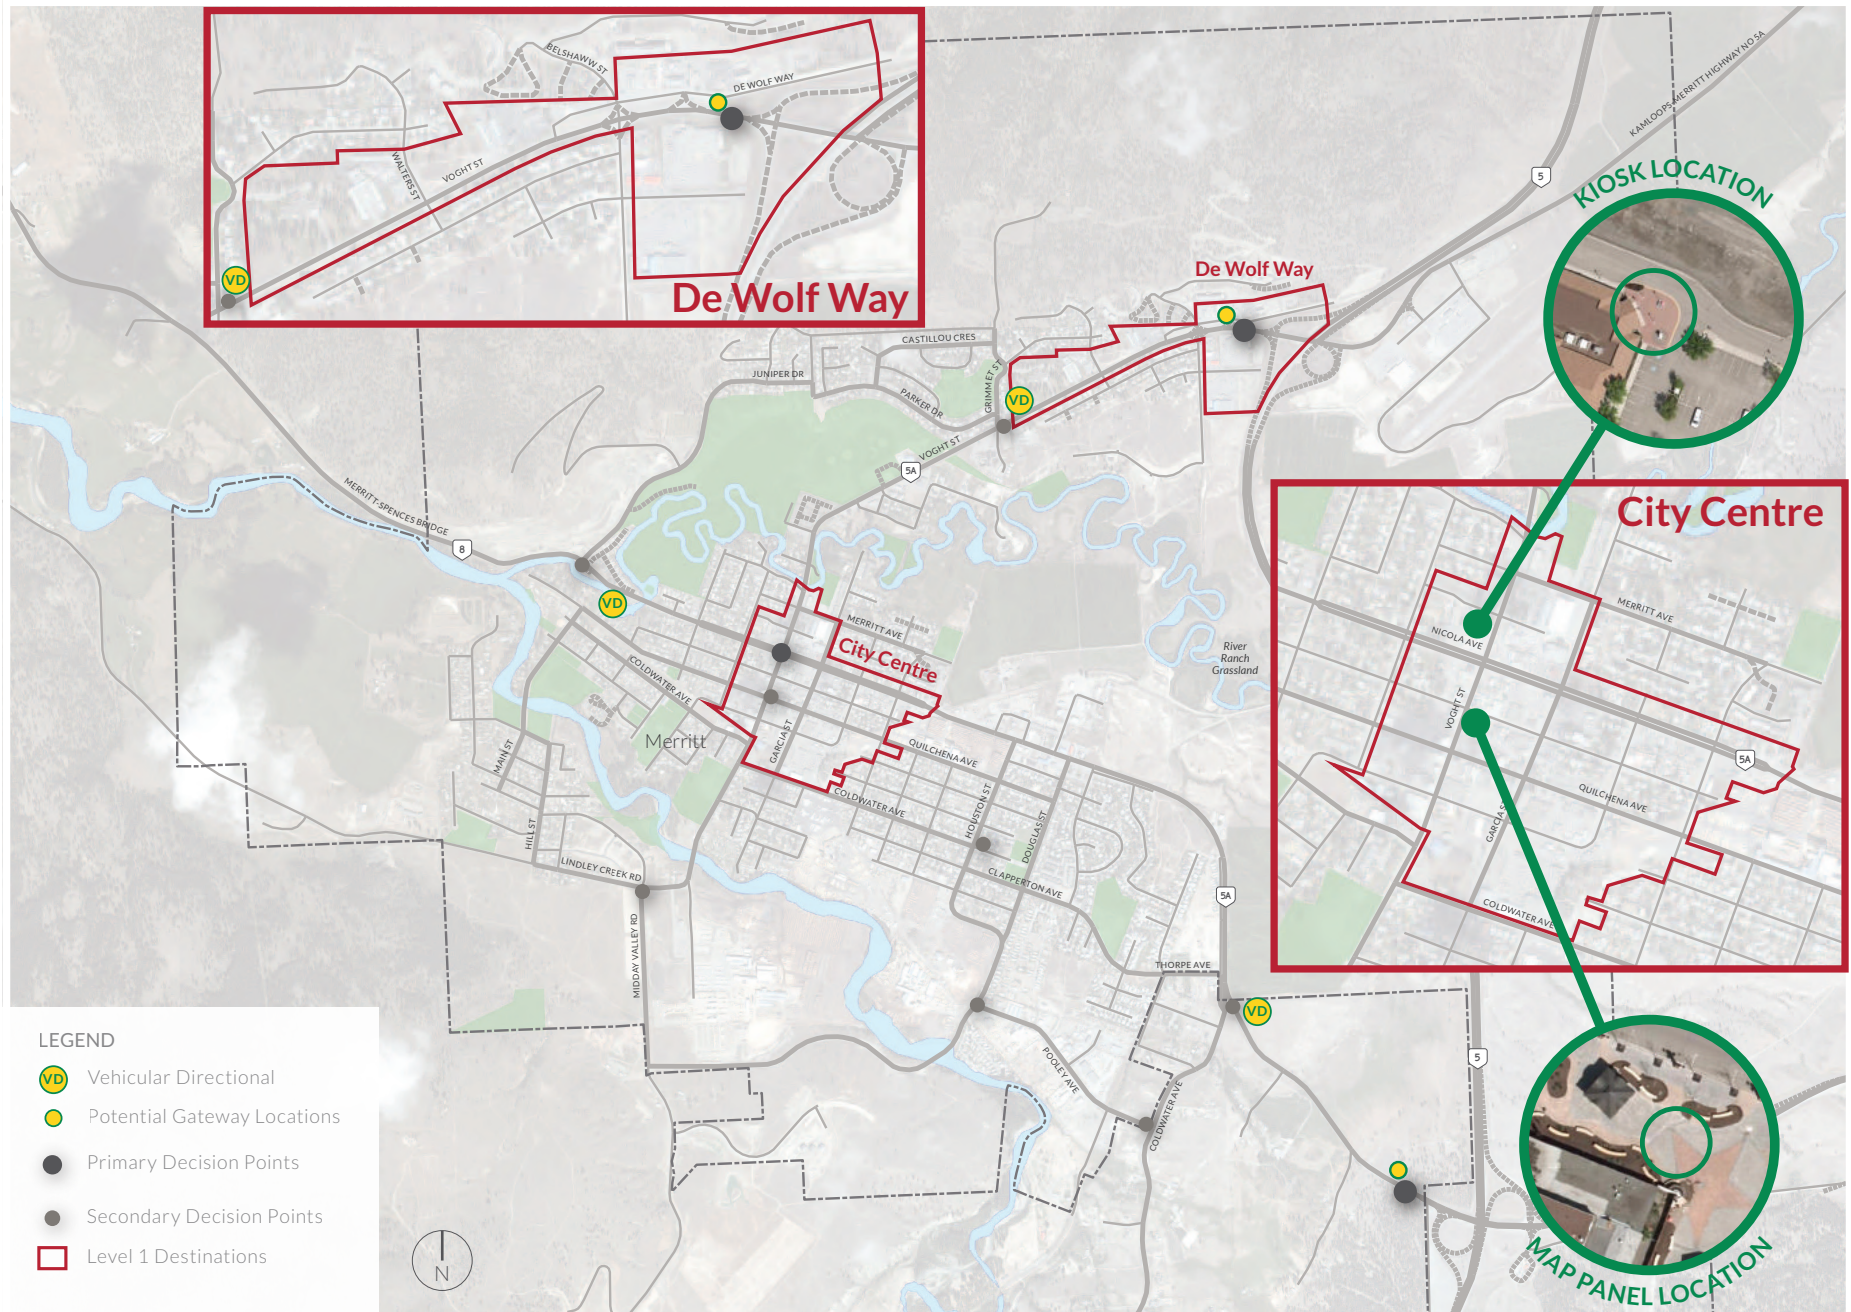 BELSHAWW ST
DE WOLF WAY
WALTERS ST
VOGHT ST
VD
De Wolf Way
KAMLOOPS-MERRITT HIGHWAY NO 5A
5
KIOSK LOCATION
De Wolf Way
CASTILLOU CRES
JUNIPER DR
PARKER DR
GRIMMET ST
VD
VOGHT ST
5A
MERRITT-SPENCES BRIDGE
8
VD
City Centre
MERRITT AVE
NICOLA AVE
VOGHT ST
5A
QUILCHENA AVE
GARCIA S
COLDWATER AVE
MERRITT AVE
City Centre
River
Ranch
Grassland
COLDWATER AVE
Merritt
GARCIA ST
QUILCHENA AVE
MAIN ST
COLDWATER AVE
HOUSTON ST
DOUGLAS ST
HILL ST
LINDLEY CREEK RD
CLAPPERTON AVE
5A
MIDDAY VALLEY RD
THORPE AVE
VD
POOLEY AVE
COLDWATER AVE
5
MAP PANEL LOCATION
LEGEND
VD Vehicular Directional
Potential Gateway Locations
Primary Decision Points
Secondary Decision Points
Level 1 Destinations
N